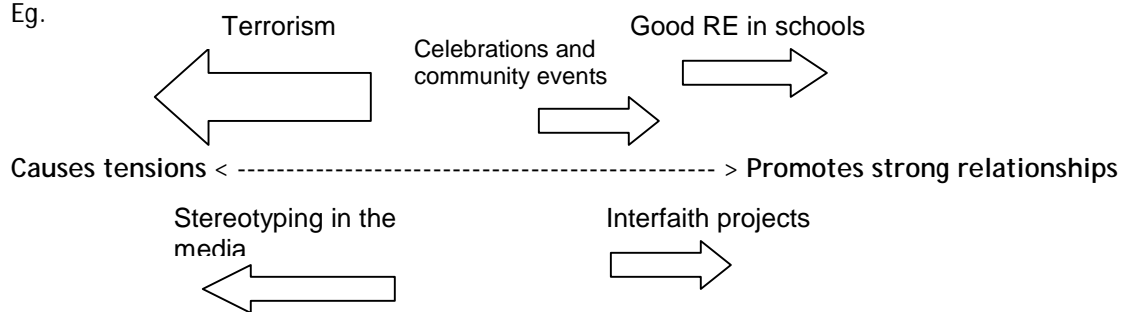 Eg.
Terrorism
Good RE in schools
Celebrations and
community events
Causes tensions < ------------------------------------------------ > Promotes strong relationships
Stereotyping in the
media
Interfaith projects